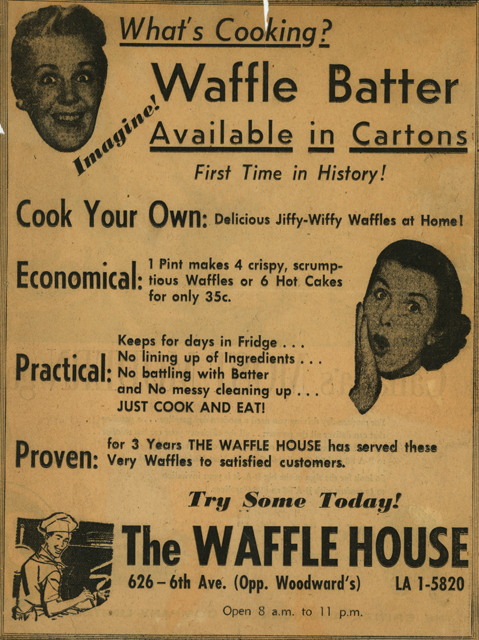 What's Cooking?
Imagine!
Waffle Batter
Available in Cartons
First Time in History!
Cook Your Own: Delicious Jiffy-Wiffy Waffles at Home!
Economical: 1 Pint makes 4 crispy, scrump-
tious Waffles or 6 Hot Cakes
for only 35c.
Practical: Keeps for days in Fridge . . .
No lining up of Ingredients . . .
No battling with Batter
and No messy cleaning up . . .
JUST COOK AND EAT!
Proven: for 3 Years THE WAFFLE HOUSE has served these
Very Waffles to satisfied customers.
Try Some Today!
The WAFFLE HOUSE
626 – 6th Ave. (Opp. Woodward's) LA 1-5820
Open 8 a.m. to 11 p.m.